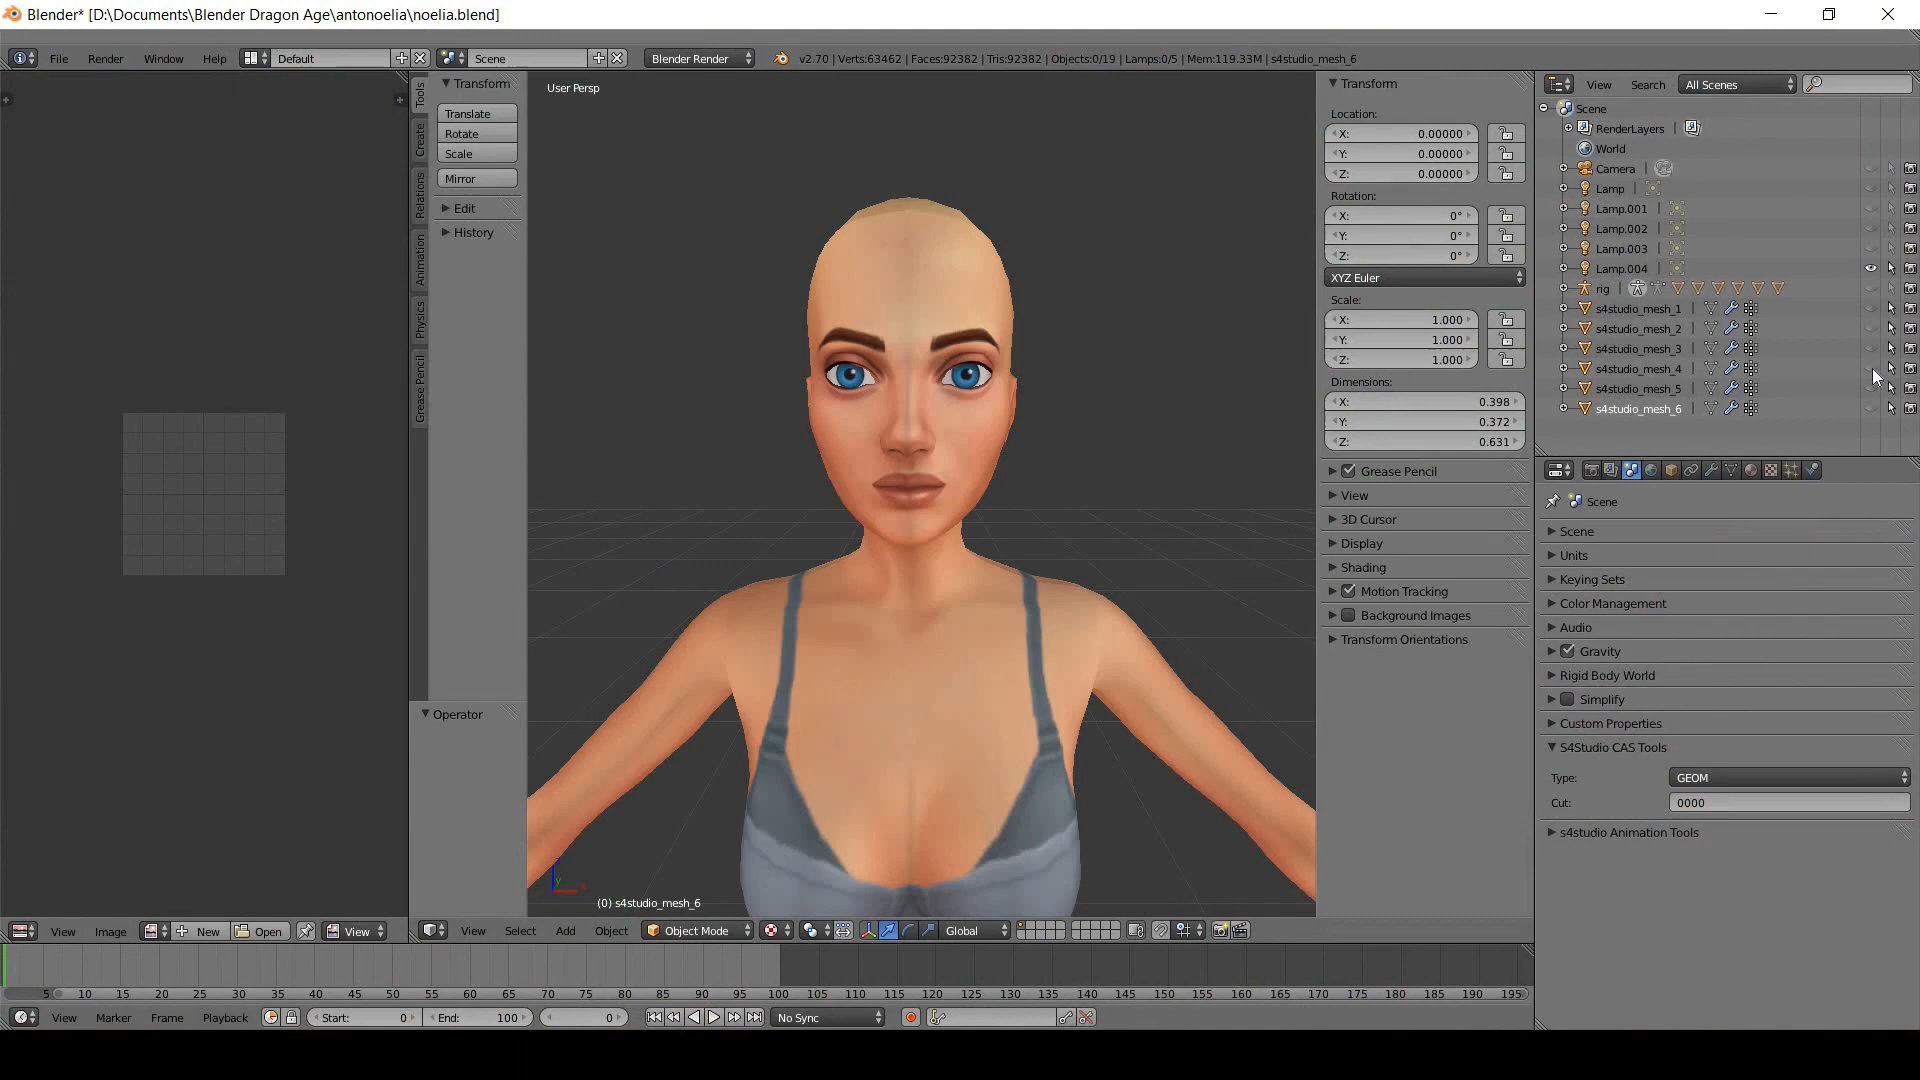 Blender* [D:\Documents\Blender Dragon Age\antonoelia\noelia.blend]
File Render Window Help Default Scene Blender Render v2.70 | Verts:63462 | Faces:92382 | Tris:92382 | Objects:0/19 | Lamps:0/5 | Mem:119.33M | s4studio_mesh_6
Tools
Create
Relations
Animation
Physics
Grease Pencil
Transform
Translate
Rotate
Scale
Mirror
Edit
History
Operator
User Persp
(0) s4studio_mesh_6
Transform
Location:
X: 0.00000
Y: 0.00000
Z: 0.00000
Rotation:
X: 0°
Y: 0°
Z: 0°
XYZ Euler
Scale:
X: 1.000
Y: 1.000
Z: 1.000
Dimensions:
X: 0.398
Y: 0.372
Z: 0.631
Grease Pencil
View
3D Cursor
Display
Shading
Motion Tracking
Background Images
Transform Orientations
View Search All Scenes
Scene
RenderLayers
World
Camera
Lamp
Lamp.001
Lamp.002
Lamp.003
Lamp.004
rig
s4studio_mesh_1
s4studio_mesh_2
s4studio_mesh_3
s4studio_mesh_4
s4studio_mesh_5
s4studio_mesh_6
Scene
Scene
Units
Keying Sets
Color Management
Audio
Gravity
Rigid Body World
Simplify
Custom Properties
S4Studio CAS Tools
Type: GEOM
Cut: 0000
s4studio Animation Tools
View Image New Open View
View Select Add Object Object Mode Global
5 10 15 20 25 30 35 40 45 50 55 60 65 70 75 80 85 90 95 100 105 110 115 120 125 130 135 140 145 150 155 160 165 170 175 180 185 190 195
View Marker Frame Playback Start: 0 End: 100 0 No Sync